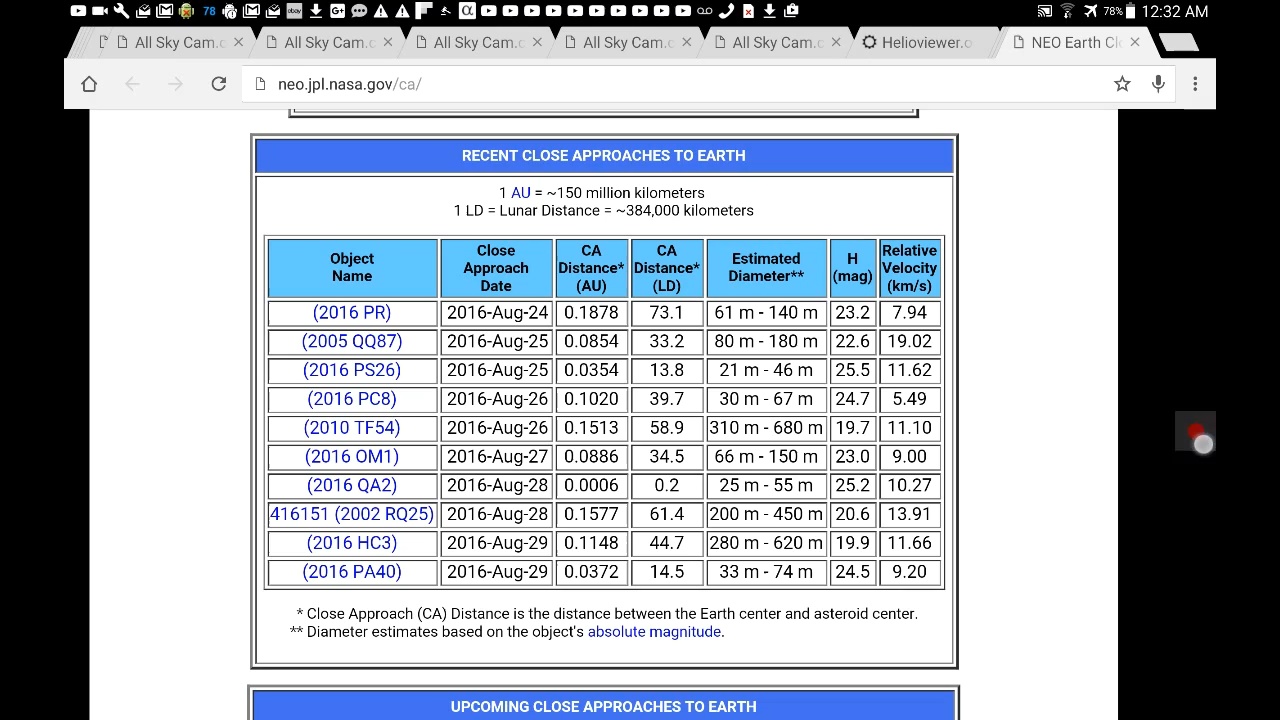 78 ebay G+ α 78% 12:32 AM
All Sky Cam.c All Sky Cam.c All Sky Cam.c All Sky Cam.c All Sky Cam.c Helioviewer.o NEO Earth Cl
neo.jpl.nasa.gov/ca/
RECENT CLOSE APPROACHES TO EARTH
1 AU = ~150 million kilometers
1 LD = Lunar Distance = ~384,000 kilometers
Object Name Close Approach Date CA Distance* (AU) CA Distance* (LD) Estimated Diameter** H (mag) Relative Velocity (km/s)
(2016 PR) 2016-Aug-24 0.1878 73.1 61 m - 140 m 23.2 7.94
(2005 QQ87) 2016-Aug-25 0.0854 33.2 80 m - 180 m 22.6 19.02
(2016 PS26) 2016-Aug-25 0.0354 13.8 21 m - 46 m 25.5 11.62
(2016 PC8) 2016-Aug-26 0.1020 39.7 30 m - 67 m 24.7 5.49
(2010 TF54) 2016-Aug-26 0.1513 58.9 310 m - 680 m 19.7 11.10
(2016 OM1) 2016-Aug-27 0.0886 34.5 66 m - 150 m 23.0 9.00
(2016 QA2) 2016-Aug-28 0.0006 0.2 25 m - 55 m 25.2 10.27
416151 (2002 RQ25) 2016-Aug-28 0.1577 61.4 200 m - 450 m 20.6 13.91
(2016 HC3) 2016-Aug-29 0.1148 44.7 280 m - 620 m 19.9 11.66
(2016 PA40) 2016-Aug-29 0.0372 14.5 33 m - 74 m 24.5 9.20
* Close Approach (CA) Distance is the distance between the Earth center and asteroid center.
** Diameter estimates based on the object's absolute magnitude.
UPCOMING CLOSE APPROACHES TO EARTH